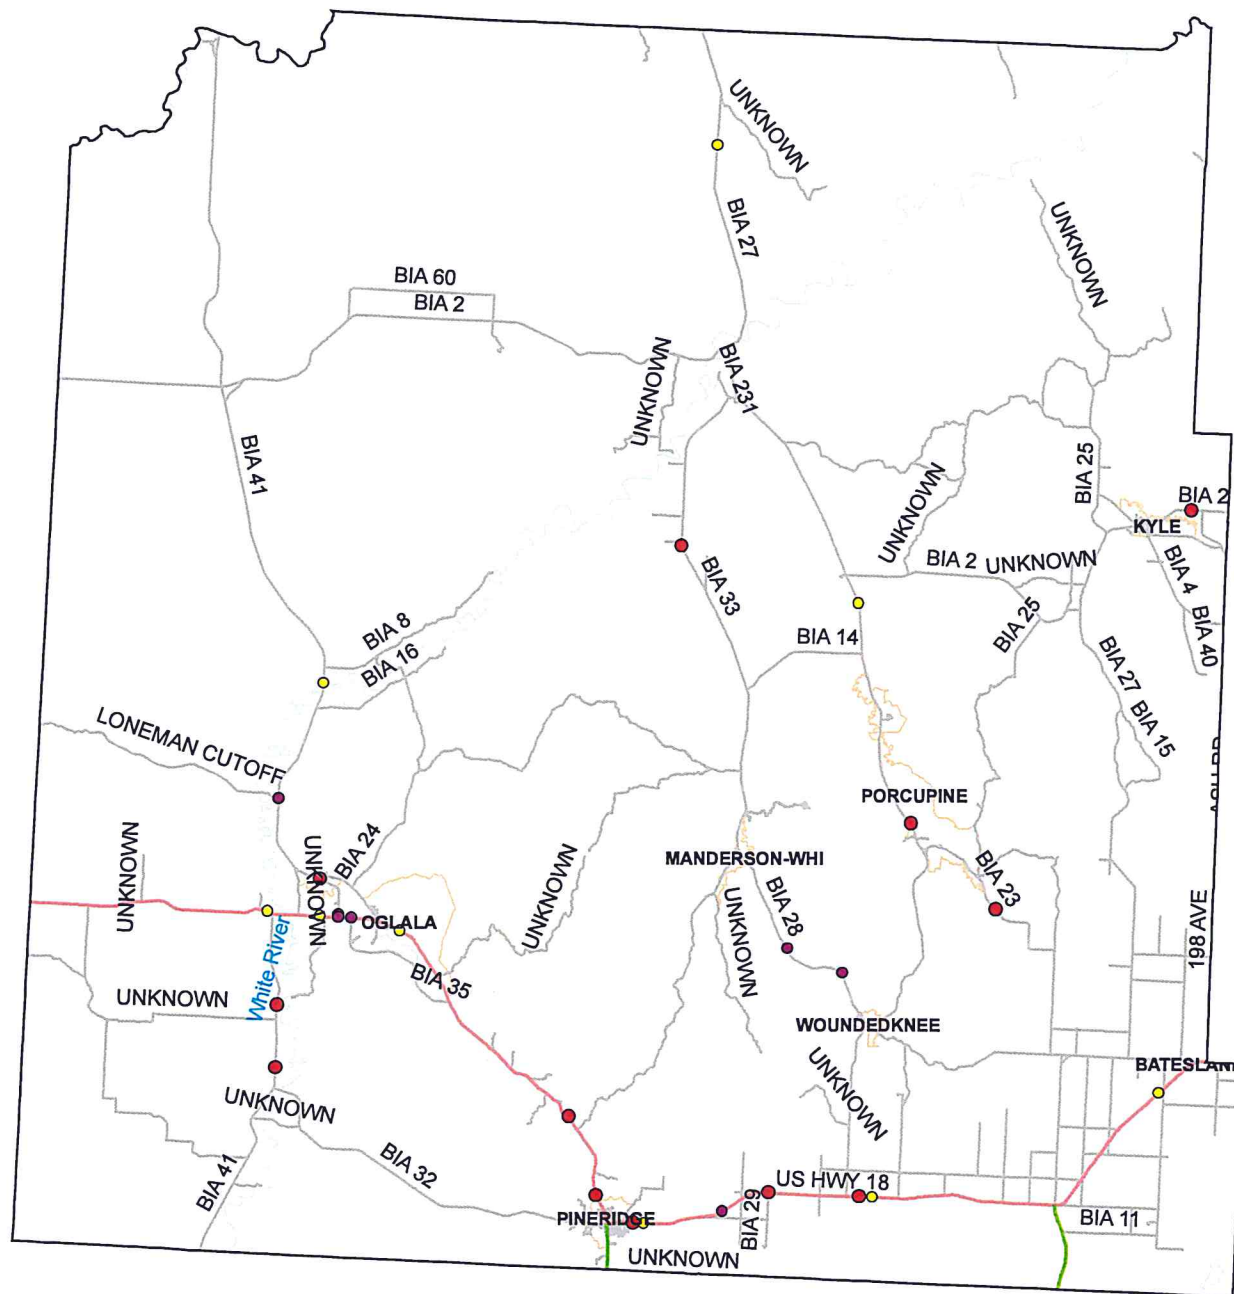 UNKNOWN
BIA 27
UNKNOWN
BIA 60
BIA 2
UNKNOWN
BIA 231
BIA 41
BIA 25
UNKNOWN
BIA 2
KYLE
BIA 2
UNKNOWN
BIA 4
BIA 33
BIA 25
BIA 8
BIA 14
BIA 40
BIA 16
BIA 27
BIA 15
LONEMAN CUTOFF
PORCUPINE
UNKNOWN
UNKNOWN
BIA 24
MANDERSON-WHI
BIA 23
UNKNOWN
BIA 28
UNKNOWN
OGLALA
198 AVE
White River
BIA 35
UNKNOWN
WOUNDEDKNEE
BATESLAN
UNKNOWN
UNKNOWN
BIA 41
BIA 32
US HWY 18
PINERIDGE
BIA 29
BIA 11
UNKNOWN